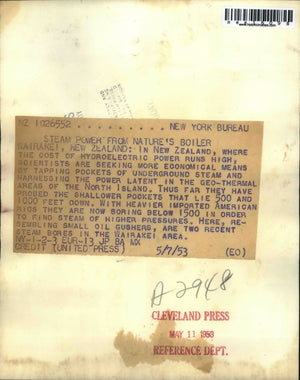 NZ 1026552 . . . . . . . . . . NEW YORK BUREAU
STEAM POWER FROM NATURE'S BOILER
WAIRAKEI, NEW ZEALAND: IN NEW ZEALAND, WHERE
THE COST OF HYDROELECTRIC POWER RUNS HIGH,
SCIENTISTS ARE SEEKING MORE ECONOMICAL MEANS
BY TAPPING POCKETS OF UNDERGROUND STEAM AND
HARNESSING THE POWER LATENT IN THE GEO-THERMAL
AREAS OF THE NORTH ISLAND. THUS FAR THEY HAVE
PROBED THE SHALLOWER POCKETS THAT LIE 500 AND
1000 FEET DOWN. WITH HEAVIER IMPORTED AMERICAN
RIGS THEY ARE NOW BORING BELOW 1500 IN ORDER
TO FIND STEAM OF HIGHER PRESSURES. HERE, RE-
SEMBLING SMALL OIL GUSHERS, ARE TWO RECENT
STEAM BORES IN THE WAIRAKEI AREA.
NY-1-2-3 EUR-13 JP BA MX
CREDIT (UNITED PRESS) 5/7/53 (EO)
A2948
CLEVELAND PRESS
MAY 11 1953
REFERENCE DEPT.